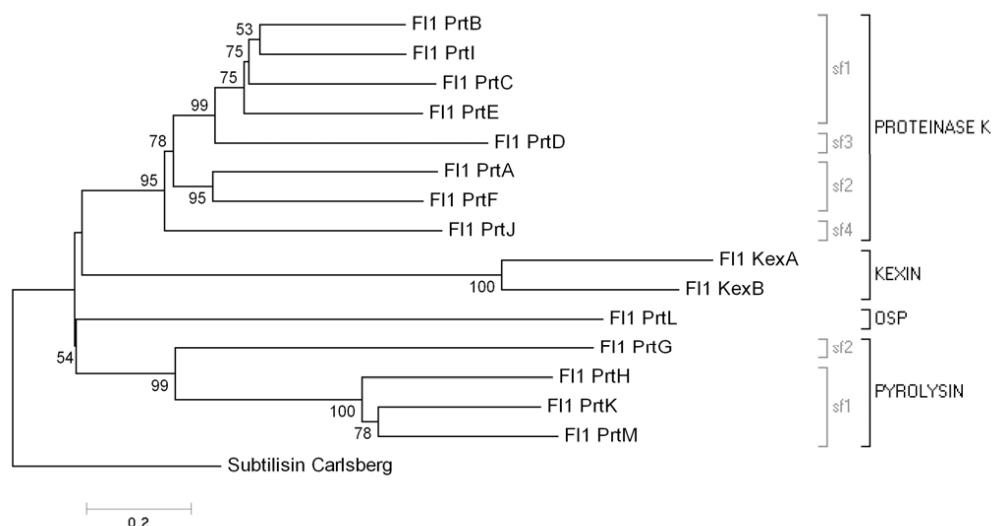 Fl1 PrtB
53
Fl1 PrtI
75
sf1
75
Fl1 PrtC
99
Fl1 PrtE
PROTEINASE K
78
Fl1 PrtD
sf3
Fl1 PrtA
95
sf2
95
Fl1 PrtF
Fl1 PrtJ
sf4
Fl1 KexA
KEXIN
100
Fl1 KexB
Fl1 PrtL
OSP
54
Fl1 PrtG
sf2
99
Fl1 PrtH
PYROLYSIN
100
Fl1 PrtK
sf1
78
Fl1 PrtM
Subtilisin Carlsberg
0.2